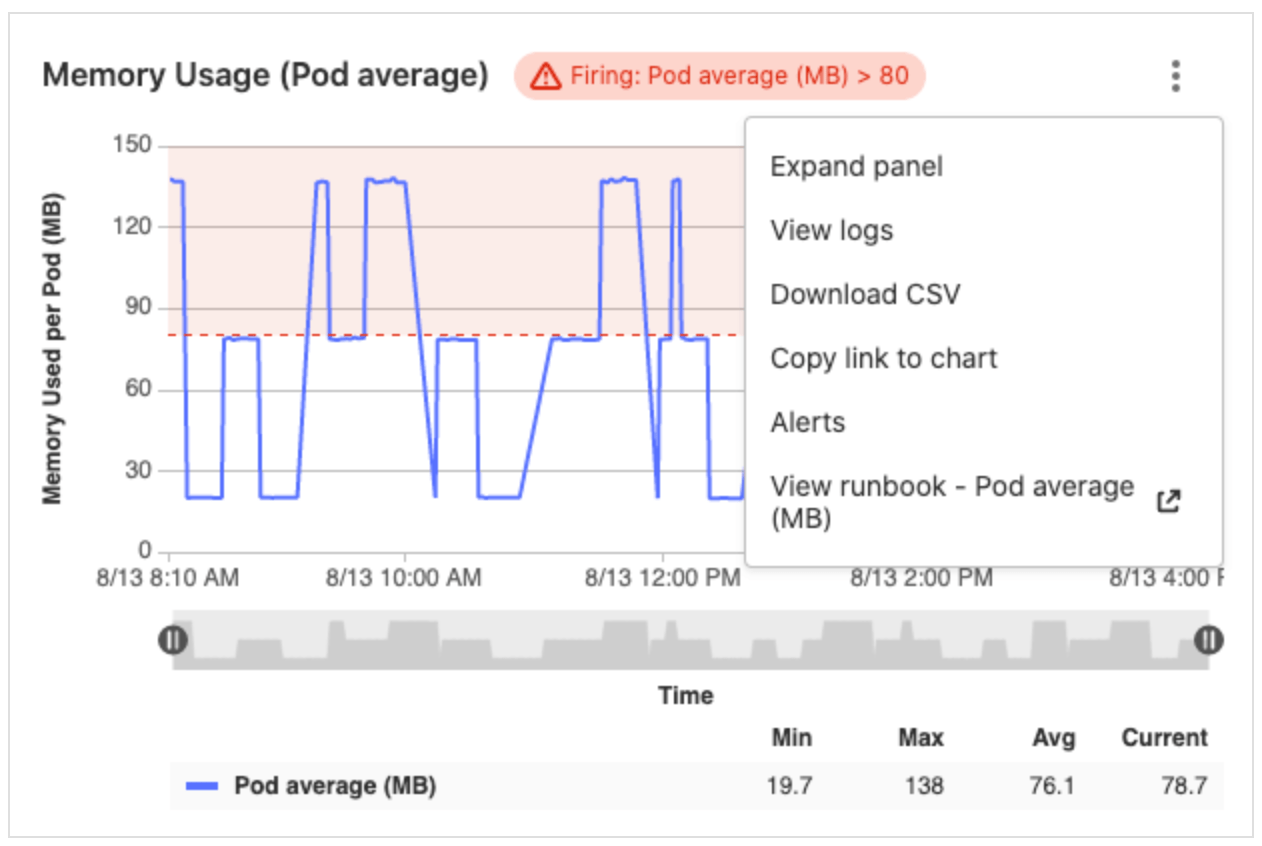 Memory Usage (Pod average)
Firing: Pod average (MB) > 80
Expand panel
View logs
Download CSV
Copy link to chart
Alerts
View runbook - Pod average
(MB)
Memory Used per Pod (MB)
150
120
90
60
30
0
8/13 8:10 AM
8/13 10:00 AM
8/13 12:00 PM
8/13 2:00 PM
8/13 4:00
Time
Min Max Avg Current
Pod average (MB) 19.7 138 76.1 78.7